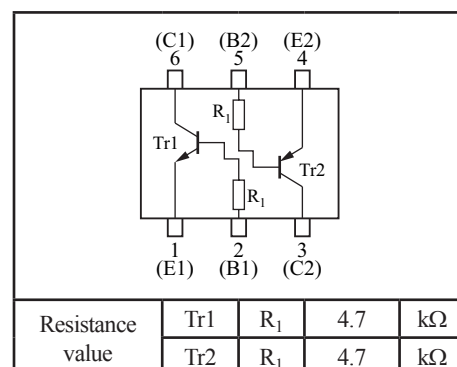 (C1) (B2) (E2)
6 5 4
R₁
Tr1
Tr2
R₁
1 2 3
(E1) (B1) (C2)
Resistance value Tr1 R₁ 4.7 kΩ
Tr2 R₁ 4.7 kΩ